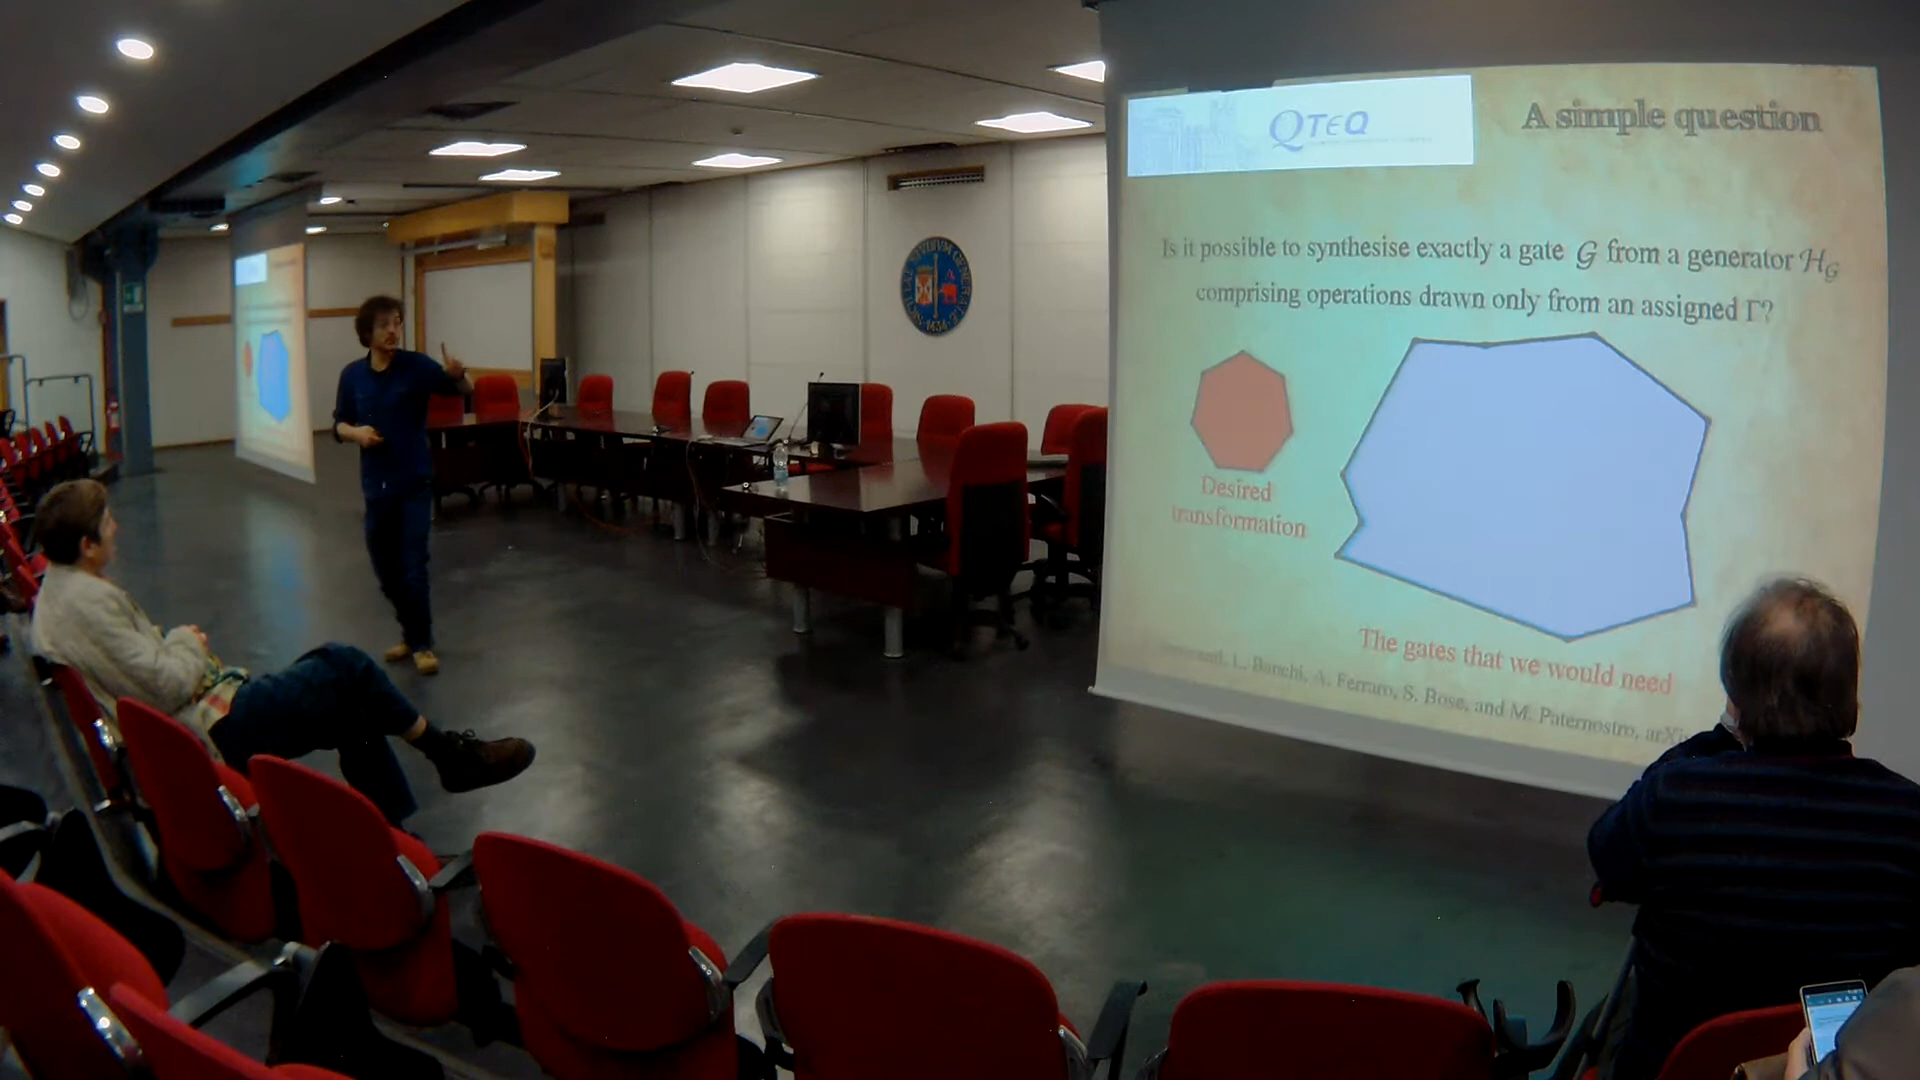 QTEQ
A simple question
Is it possible to synthesise exactly a gate 𝒢 from a generator ℋ_G
comprising operations drawn only from an assigned Γ?
Desired
transformation
The gates that we would need
L. Banchi, A. Ferraro, S. Bose, and M. Paternostro,